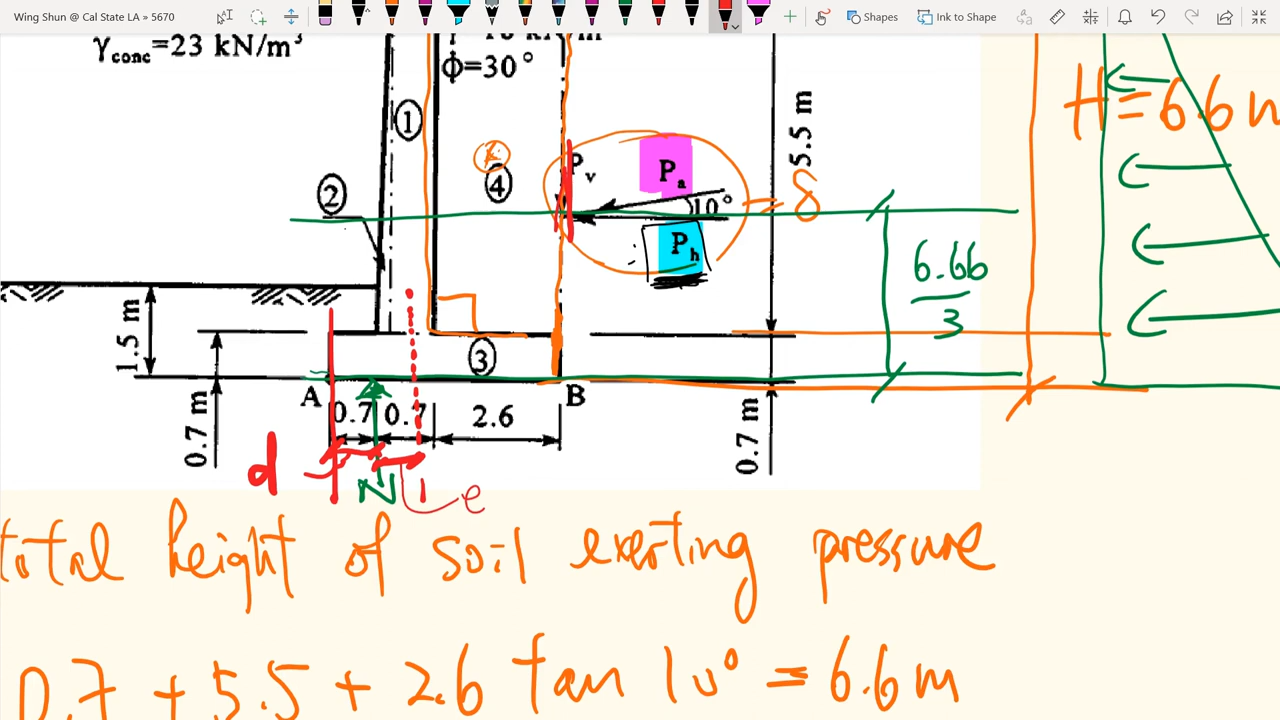 Wing Shun @ Cal State LA » 5670
Shapes
Ink to Shape
γconc=23 kN/m³
ϕ=30°
①
②
③
④
Pv
Pa
10°
= δ
Ph
5.5 m
H = 6.6 m
6.66
3
1.5 m
0.7 m
A
B
0.7
0.7
2.6
0.7 m
d
N
e
total height of soil exerting pressure
0.7 + 5.5 + 2.6 tan 10° = 6.6 m